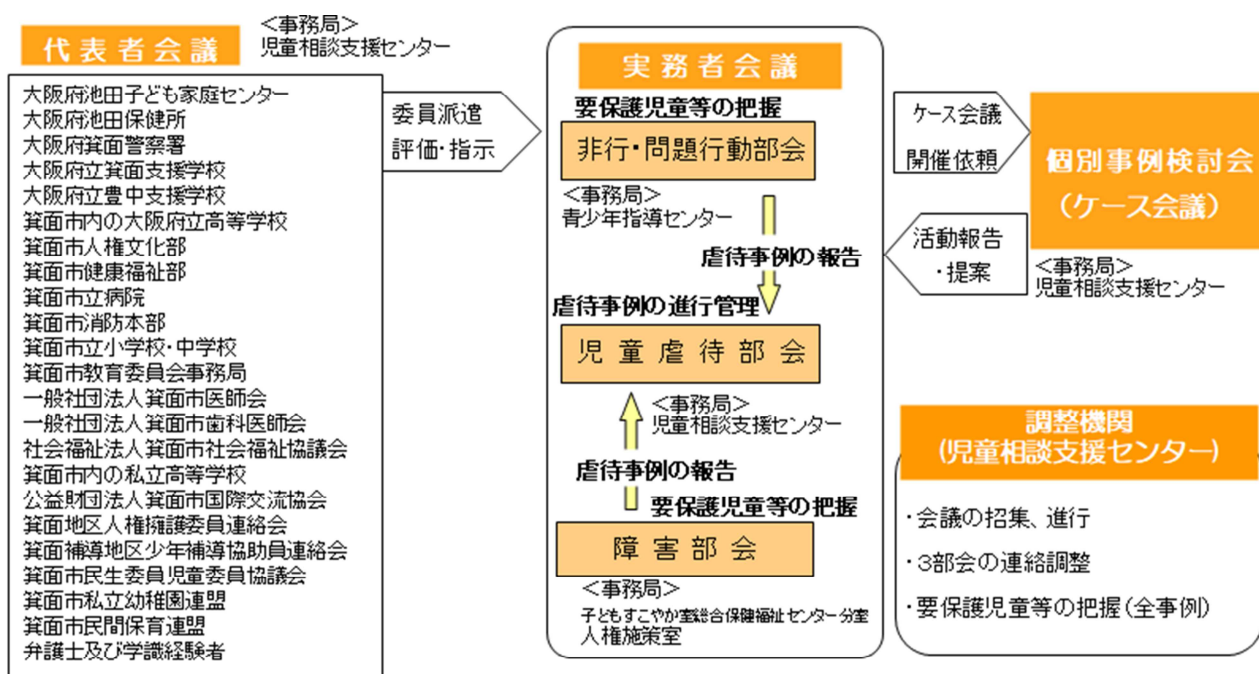 代表者会議
<事務局>
児童相談支援センター
大阪府池田子ども家庭センター
大阪府池田保健所
大阪府箕面警察署
大阪府立箕面支援学校
大阪府立豊中支援学校
箕面市内の大阪府立高等学校
箕面市人権文化部
箕面市健康福祉部
箕面市立病院
箕面市消防本部
箕面市立小学校・中学校
箕面市教育委員会事務局
一般社団法人箕面市医師会
一般社団法人箕面市歯科医師会
社会福祉法人箕面市社会福祉協議会
箕面市内の私立高等学校
公益財団法人箕面市国際交流協会
箕面地区人権擁護委員連絡会
箕面補導地区少年補導協助員連絡会
箕面市民生委員児童委員協議会
箕面市私立幼稚園連盟
箕面市民間保育連盟
弁護士及び学識経験者
委員派遣
評価・指示
実務者会議
要保護児童等の把握
非行・問題行動部会
<事務局>
青少年指導センター
虐待事例の報告
虐待事例の進行管理
児童虐待部会
<事務局>
児童相談支援センター
虐待事例の報告
要保護児童等の把握
障害部会
<事務局>
子どもすこやか室総合保健福祉センター分室
人権施策室
ケース会議
開催依頼
活動報告
・提案
個別事例検討会
(ケース会議)
<事務局>
児童相談支援センター
調整機関
(児童相談支援センター)
・会議の招集、進行
・3部会の連絡調整
・要保護児童等の把握(全事例)